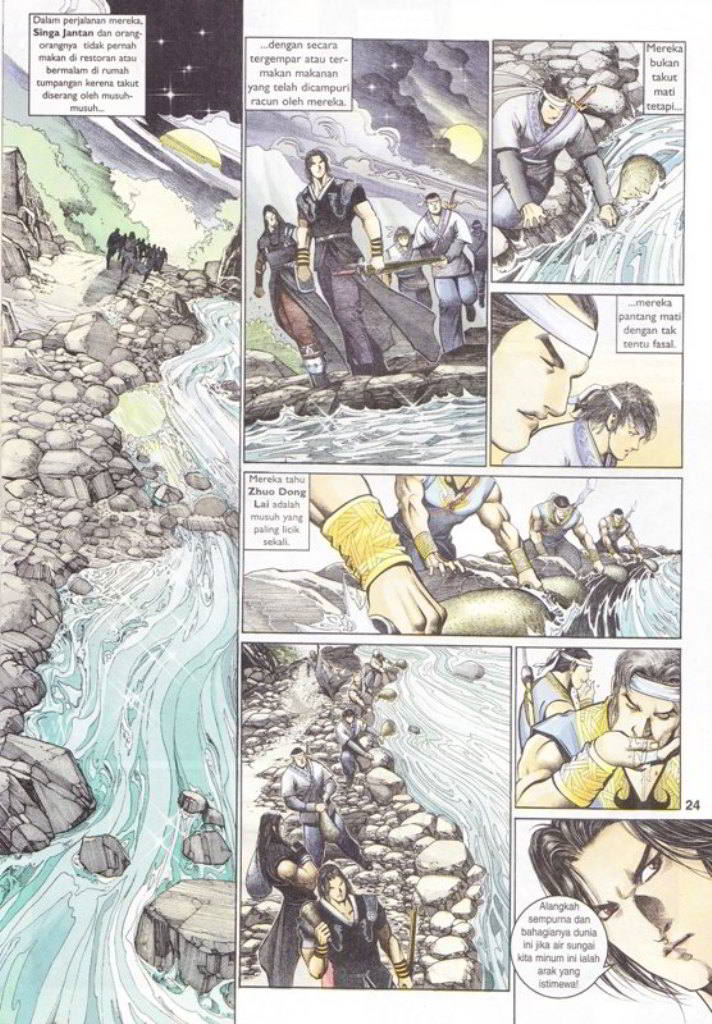 Dalam perjalanan mereka,
Singa Jantan dan orang-
orangnya tidak pernah
makan di restoran atau
bermalam di rumah
tumpangan kerena takut
diserang oleh musuh-
musuh...
...dengan secara
tergempar atau ter-
makan makanan
yang telah dicampuri
racun oleh mereka.
Mereka
bukan
takut
mati
tetapi...
...mereka
pantang mati
dengan tak
tentu fasal.
Mereka tahu
Zhuo Dong
Lai adalah
musuh yang
paling licik
sekali.
24
Alangkah
sempurna dan
bahagianya dunia
ini jika air sungai
kita minum ini ialah
arak yang
istimewa!